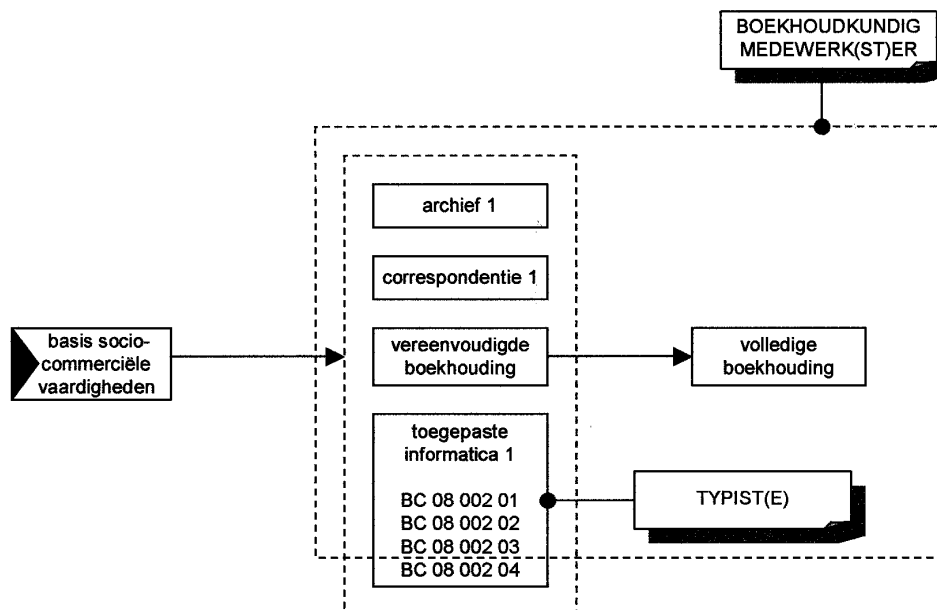 BOEKHOUDKUNDIG
MEDEWERK(ST)ER
archief 1
correspondentie 1
basis socio-
commerciële
vaardigheden
vereenvoudigde
boekhouding
volledige
boekhouding
toegepaste
informatica 1
BC 08 002 01
BC 08 002 02
BC 08 002 03
BC 08 002 04
TYPIST(E)